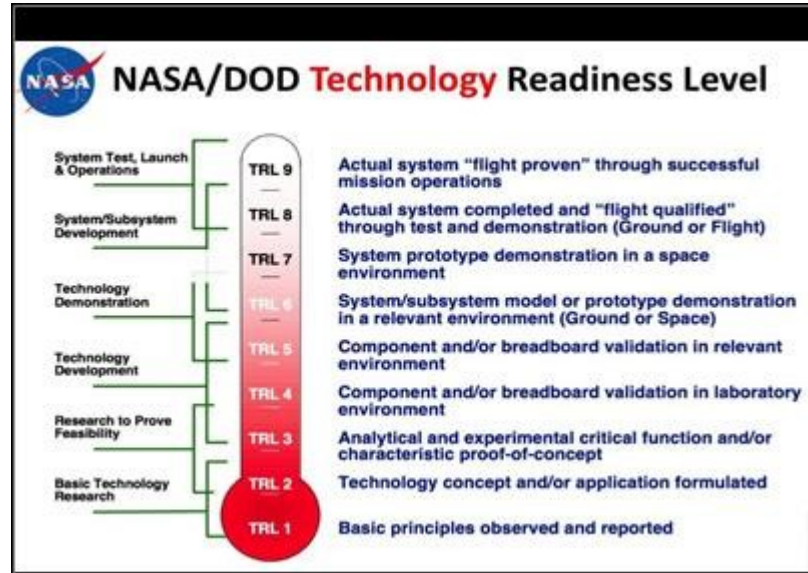 NASA
NASA/DOD Technology Readiness Level
System Test, Launch
& Operations
System/Subsystem
Development
Technology
Demonstration
Technology
Development
Research to Prove
Feasibility
Basic Technology
Research
TRL 9
Actual system “flight proven” through successful
mission operations
TRL 8
Actual system completed and “flight qualified”
through test and demonstration (Ground or Flight)
TRL 7
System prototype demonstration in a space
environment
TRL 6
System/subsystem model or prototype demonstration
in a relevant environment (Ground or Space)
TRL 5
Component and/or breadboard validation in relevant
environment
TRL 4
Component and/or breadboard validation in laboratory
environment
TRL 3
Analytical and experimental critical function and/or
characteristic proof-of-concept
TRL 2
Technology concept and/or application formulated
TRL 1
Basic principles observed and reported